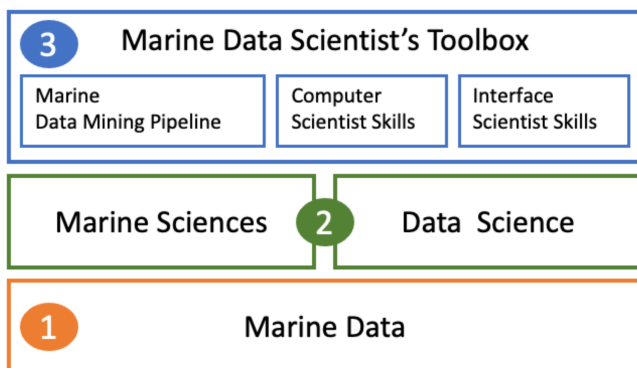 3 Marine Data Scientist’s Toolbox
Marine
Data Mining Pipeline
Computer
Scientist Skills
Interface
Scientist Skills
Marine Sciences 2 Data Science
1 Marine Data